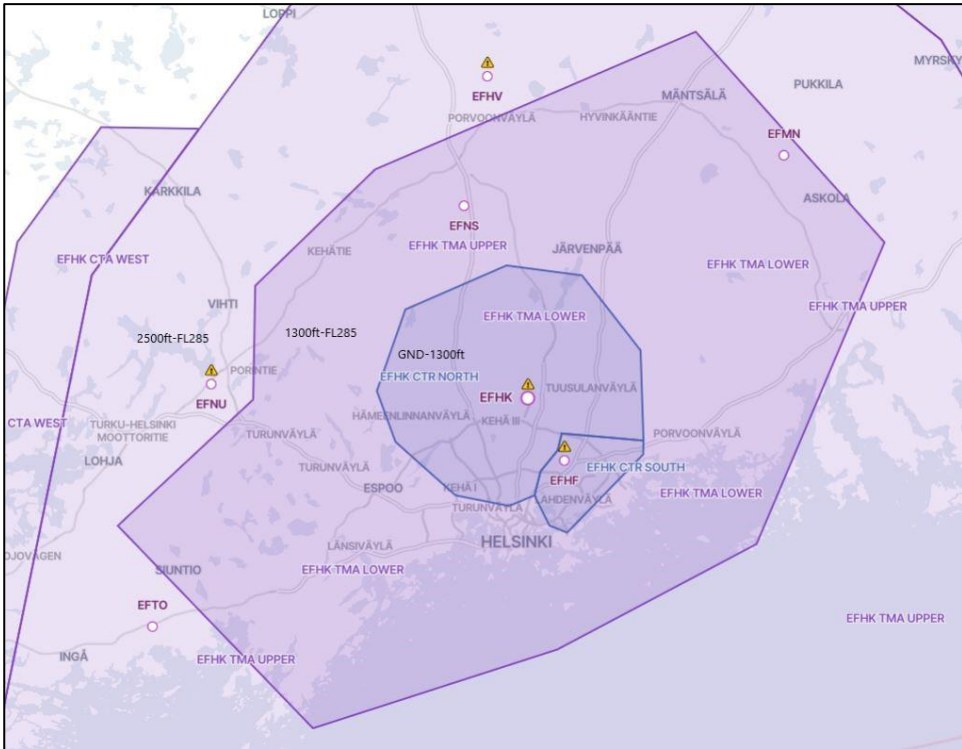 LOPPI
MYRSKY
PUKKILA
EFHV
MÄNTSÄLÄ
PORVOONVÄYLÄ
HYVINKÄÄNTIE
EFMN
KARKKILA
ASKOLA
EFNS
EFHK TMA UPPER
JÄRVENPÄÄ
KEHÄTIE
EFHK CTA WEST
EFHK TMA LOWER
VIHTI
EFHK TMA UPPER
EFHK TMA LOWER
2500ft-FL285
1300ft-FL285
GND-1300ft
PORINTIE
EFHK CTR NORTH
EFHK
TUUSULANVÄYLÄ
EFNU
HÄMEENLINNANVÄYLÄ
KEHÄ III
CTA WEST
TURKU-HELSINKI
MOOTTORITIE
TURUNVÄYLÄ
PORVOONVÄYLÄ
LOHJA
TURUNVÄYLÄ
EFHK CTR SOUTH
EFHF
ESPOO
KEHÄ I
EFHK TMA LOWER
AHDENVÄYLÄ
TURUNVÄYLÄ
HELSINKI
LÄNSIVÄYLÄ
OJOVÄGEN
SIUNTIO
EFHK TMA LOWER
EFTO
EFHK TMA UPPER
INGÅ
EFHK TMA UPPER